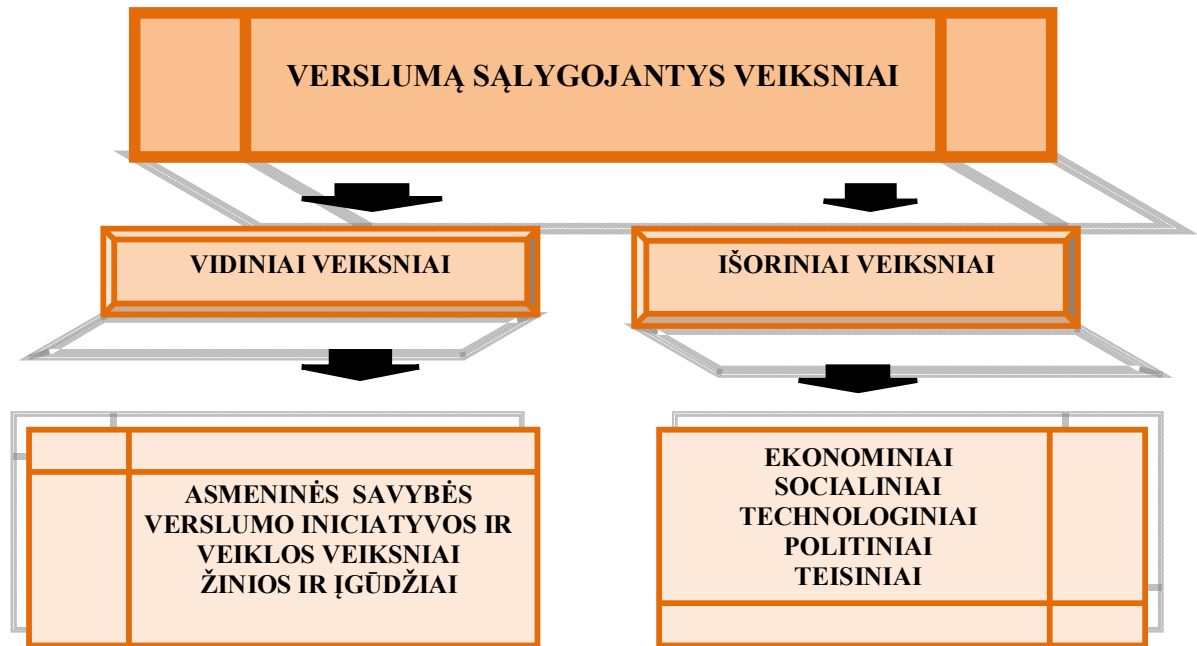 VERSLUMĄ SĄLYGOJANTYS VEIKSNIAI
VIDINIAI VEIKSNIAI
IŠORINIAI VEIKSNIAI
ASMENINĖS SAVYBĖS
VERSLUMO INICIATYVOS IR
VEIKLOS VEIKSNIAI
ŽINIOS IR ĮGŪDŽIAI
EKONOMINIAI
SOCIALINIAI
TECHNOLOGINIAI
POLITINIAI
TEISINIAI